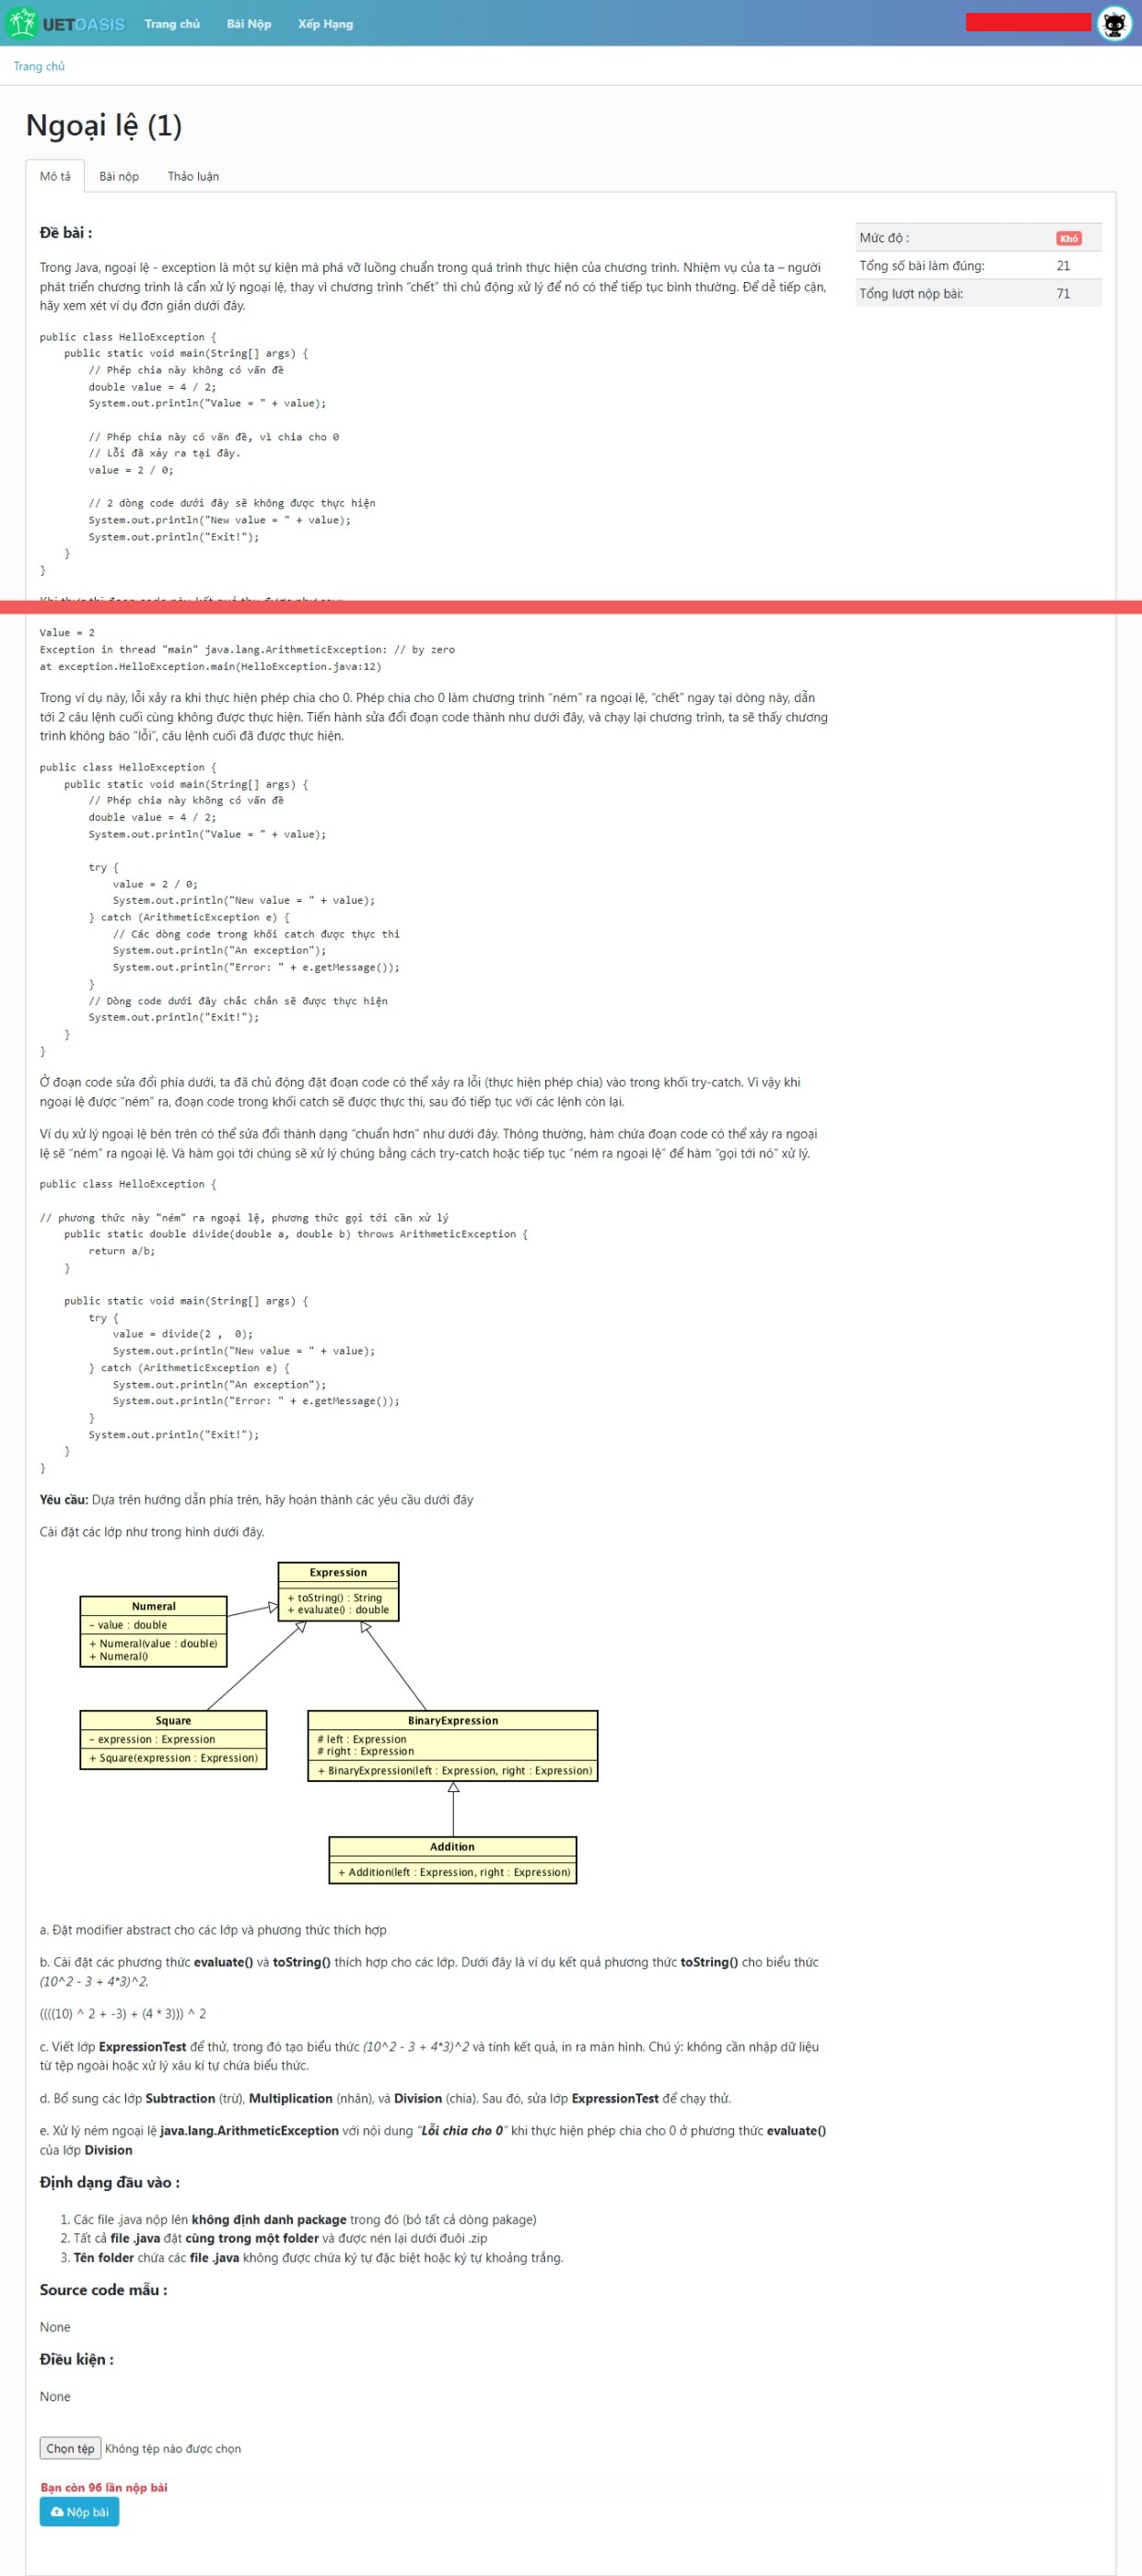 UETOASIS Trang chủ Bài Nộp Xếp Hạng
Trang chủ
Ngoại lệ (1)
Mô tả Bài nộp Thảo luận
Đề bài :
Trong Java, ngoại lệ - exception là một sự kiện mà phá vỡ luồng chuẩn trong quá trình thực hiện của chương trình. Nhiệm vụ của ta – người
phát triển chương trình là cẩn xử lý ngoại lệ, thay vì chương trình “chết” thì chủ động xử lý để nó có thể tiếp tục bình thường. Để dễ tiếp cận,
hãy xem xét ví dụ đơn giản dưới đây.
Mức độ : Khó
Tổng số bài làm đúng: 21
Tổng lượt nộp bài: 71
public class HelloException {
    public static void main(String[] args) {
        // Phép chia này không có vấn đề
        double value = 4 / 2;
        System.out.println("Value = " + value);

        // Phép chia này có vấn đề, vì chia cho 0
        // Lỗi đã xảy ra tại đây.
        value = 2 / 0;

        // 2 dòng code dưới đây sẽ không được thực hiện
        System.out.println("New value = " + value);
        System.out.println("Exit!");
    }
}
Khi thực thi đoạn code này, kết quả thu được như sau:
Value = 2
Exception in thread "main" java.lang.ArithmeticException: // by zero
at exception.HelloException.main(HelloException.java:12)
Trong ví dụ này, lỗi xảy ra khi thực hiện phép chia cho 0. Phép chia cho 0 làm chương trình “ném” ra ngoại lệ, “chết” ngay tại dòng này, dẫn
tới 2 câu lệnh cuối cùng không được thực hiện. Tiến hành sửa đổi đoạn code thành như dưới đây, và chạy lại chương trình, ta sẽ thấy chương
trình không báo “lỗi”, câu lệnh cuối đã được thực hiện.
public class HelloException {
    public static void main(String[] args) {
        // Phép chia này không có vấn đề
        double value = 4 / 2;
        System.out.println("Value = " + value);

        try {
            value = 2 / 0;
            System.out.println("New value = " + value);
        } catch (ArithmeticException e) {
            // Các dòng code trong khối catch được thực thi
            System.out.println("An exception");
            System.out.println("Error: " + e.getMessage());
        }
        // Dòng code dưới đây chắc chắn sẽ được thực hiện
        System.out.println("Exit!");
    }
}
Ở đoạn code sửa đổi phía dưới, ta đã chủ động đặt đoạn code có thể xảy ra lỗi (thực hiện phép chia) vào trong khối try-catch. Vì vậy khi
ngoại lệ được “ném” ra, đoạn code trong khối catch sẽ được thực thi, sau đó tiếp tục với các lệnh còn lại.
Ví dụ xử lý ngoại lệ bên trên có thể sửa đổi thành dạng “chuẩn hơn” như dưới đây. Thông thường, hàm chứa đoạn code có thể xảy ra ngoại
lệ sẽ “ném” ra ngoại lệ. Và hàm gọi tới chúng sẽ xử lý chúng bằng cách try-catch hoặc tiếp tục “ném ra ngoại lệ” để hàm “gọi tới nó” xử lý.
public class HelloException {

// phương thức này "ném" ra ngoại lệ, phương thức gọi tới cần xử lý
    public static double divide(double a, double b) throws ArithmeticException {
        return a/b;
    }

    public static void main(String[] args) {
        try {
            value = divide(2 ,  0);
            System.out.println("New value = " + value);
        } catch (ArithmeticException e) {
            System.out.println("An exception");
            System.out.println("Error: " + e.getMessage());
        }
        System.out.println("Exit!");
    }
}
Yêu cầu: Dựa trên hướng dẫn phía trên, hãy hoàn thành các yêu cầu dưới đây
Cài đặt các lớp như trong hình dưới đây.
Expression
+ toString() : String
+ evaluate() : double
Numeral
- value : double
+ Numeral(value : double)
+ Numeral()
Square
- expression : Expression
+ Square(expression : Expression)
BinaryExpression
# left : Expression
# right : Expression
+ BinaryExpression(left : Expression, right : Expression)
Addition
+ Addition(left : Expression, right : Expression)
a. Đặt modifier abstract cho các lớp và phương thức thích hợp
b. Cài đặt các phương thức evaluate() và toString() thích hợp cho các lớp. Dưới đây là ví dụ kết quả phương thức toString() cho biểu thức
(10^2 - 3 + 4*3)^2.
((((10) ^ 2 + -3) + (4 * 3))) ^ 2
c. Viết lớp ExpressionTest để thử, trong đó tạo biểu thức (10^2 - 3 + 4*3)^2 và tính kết quả, in ra màn hình. Chú ý: không cần nhập dữ liệu
từ tệp ngoài hoặc xử lý xâu kí tự chứa biểu thức.
d. Bổ sung các lớp Subtraction (trừ), Multiplication (nhân), và Division (chia). Sau đó, sửa lớp ExpressionTest để chạy thử.
e. Xử lý ném ngoại lệ java.lang.ArithmeticException với nội dung “Lỗi chia cho 0” khi thực hiện phép chia cho 0 ở phương thức evaluate()
của lớp Division
Định dạng đầu vào :
1. Các file .java nộp lên không định danh package trong đó (bỏ tất cả dòng pakage)
2. Tất cả file .java đặt cùng trong một folder và được nén lại dưới đuôi .zip
3. Tên folder chứa các file .java không được chứa ký tự đặc biệt hoặc ký tự khoảng trắng.
Source code mẫu :
None
Điều kiện :
None
Chọn tệp Không tệp nào được chọn
Bạn còn 96 lần nộp bài
Nộp bài